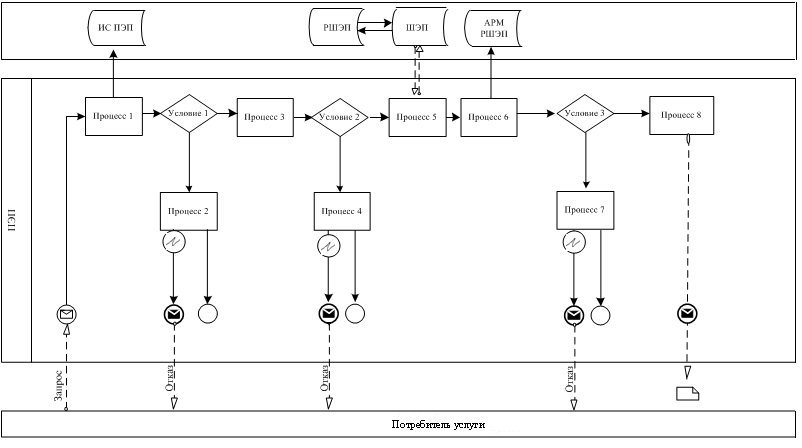 ИС ПЭП
РШЭП
ШЭП
АРМ
РШЭП
Процесс 1
Условие 1
Процесс 3
Условие 2
Процесс 5
Процесс 6
Условие 3
Процесс 8
Процесс 2
Процесс 4
Процесс 7
ПЭП
Запрос
Отказ
Отказ
Отказ
Потребитель услуги